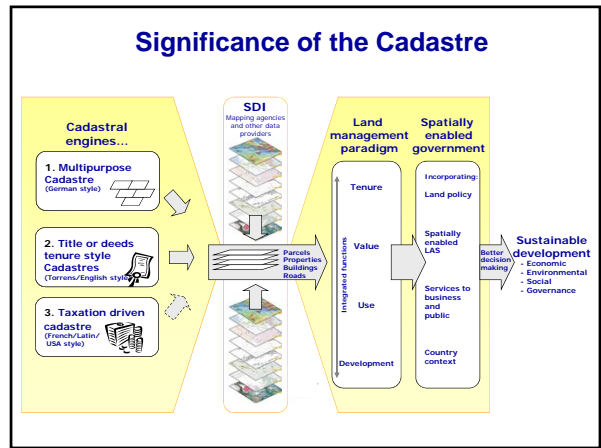 Significance of the Cadastre
Cadastral
engines...
1. Multipurpose
Cadastre
(German style)
2. Title or deeds
tenure style
Cadastres
(Torrens/English style)
3. Taxation driven
cadastre
(French/Latin/
USA style)
SDI
Mapping agencies
and other data
providers
Parcels
Properties
Buildings
Roads
Land
management
paradigm
Integrated functions
Tenure
Value
Use
Development
Spatially
enabled
government
Incorporating:
Land policy
Spatially
enabled
LAS
Services to
business
and
public
Country
context
Better
decision
making
Sustainable
development
- Economic
- Environmental
- Social
- Governance